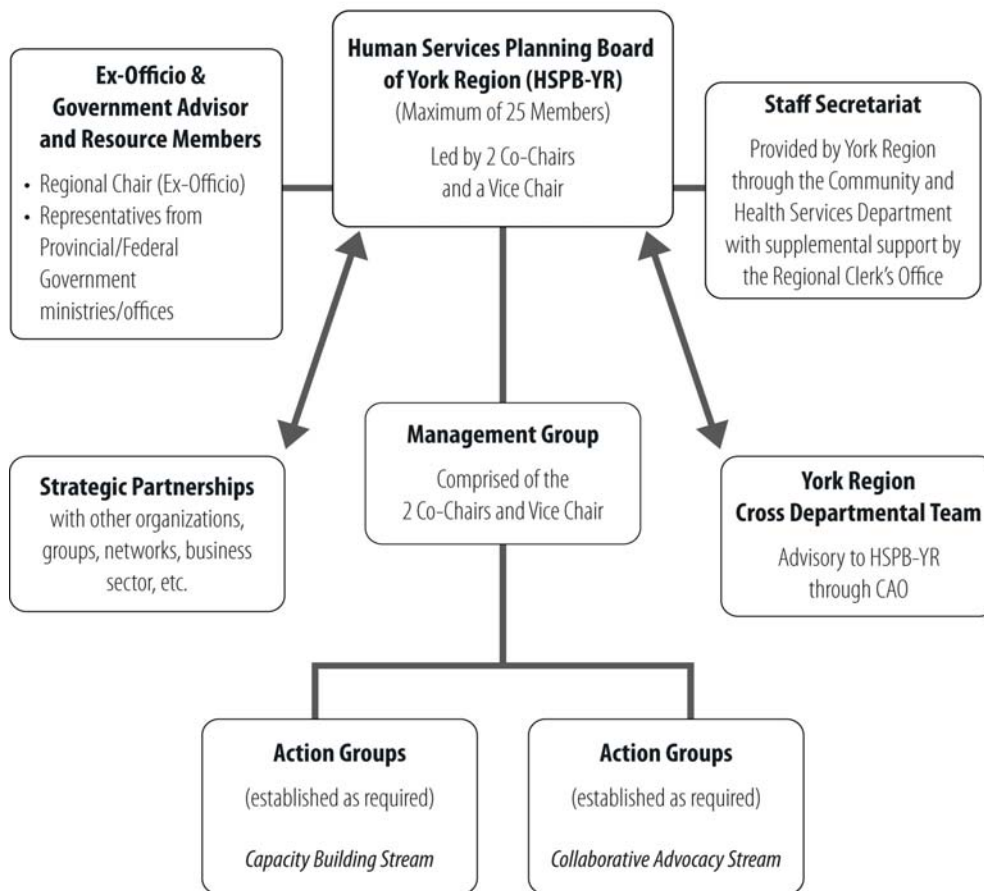 Human Services Planning Board
of York Region (HSPB-YR)
(Maximum of 25 Members)
Led by 2 Co-Chairs
and a Vice Chair
Ex-Officio &
Government Advisor
and Resource Members
• Regional Chair (Ex-Officio)
• Representatives from
Provincial/Federal
Government
ministries/offices
Staff Secretariat
Provided by York Region
through the Community and
Health Services Department
with supplemental support by
the Regional Clerk's Office
Strategic Partnerships
with other organizations,
groups, networks, business
sector, etc.
Management Group
Comprised of the
2 Co-Chairs and Vice Chair
York Region
Cross Departmental Team
Advisory to HSPB-YR
through CAO
Action Groups
(established as required)
Capacity Building Stream
Action Groups
(established as required)
Collaborative Advocacy Stream